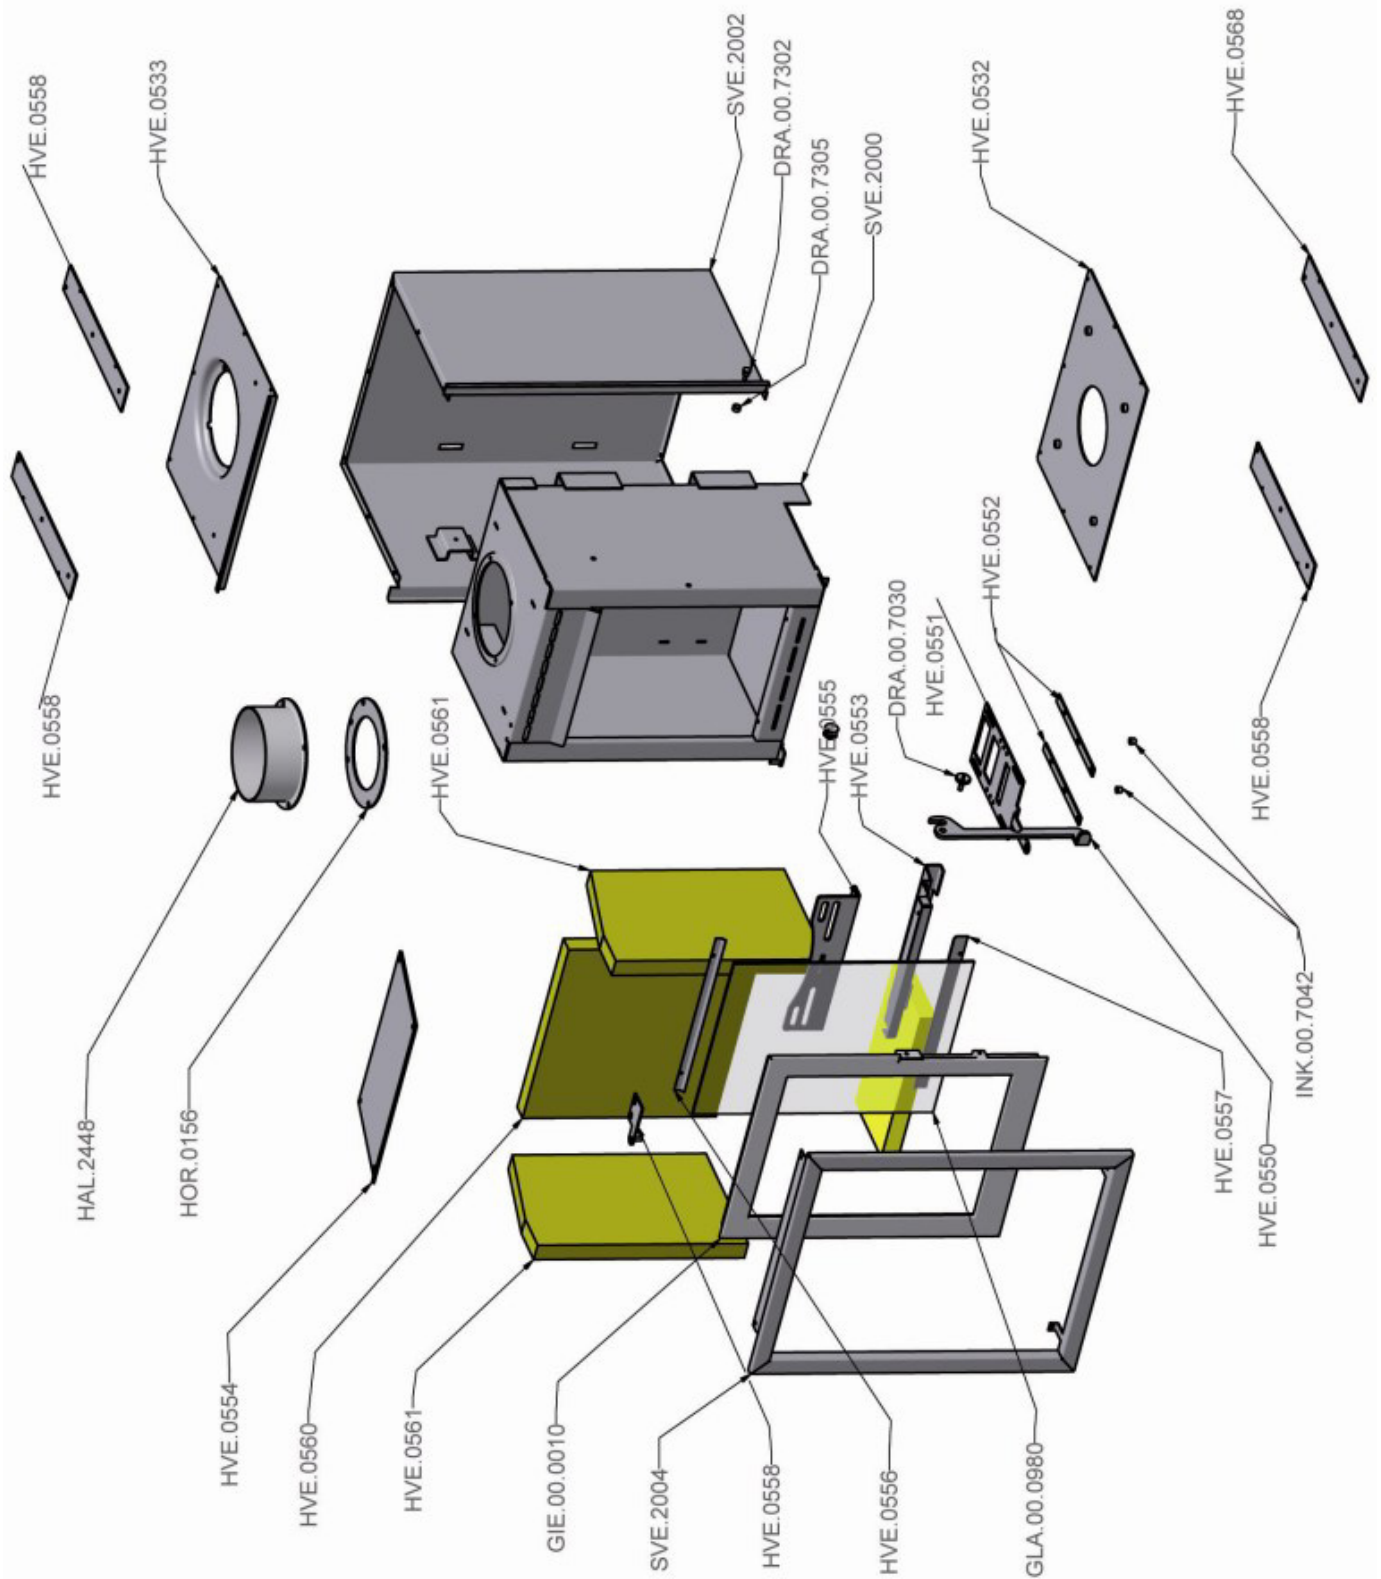 HVE.0558
HVE.0533
SVE.2002
DRA.00.7302
DRA.00.7305
SVE.2000
HVE.0532
HVE.0568
HVE.0558
HVE.0561
HVE.0555
HVE.0553
DRA.00.7030
HVE.0551
HVE.0552
HVE.0558
HAL.2448
HOR.0156
INK.00.7042
HVE.0557
HVE.0550
HVE.0554
HVE.0560
HVE.0561
GIE.00.0010
SVE.2004
HVE.0558
HVE.0556
GLA.00.0980